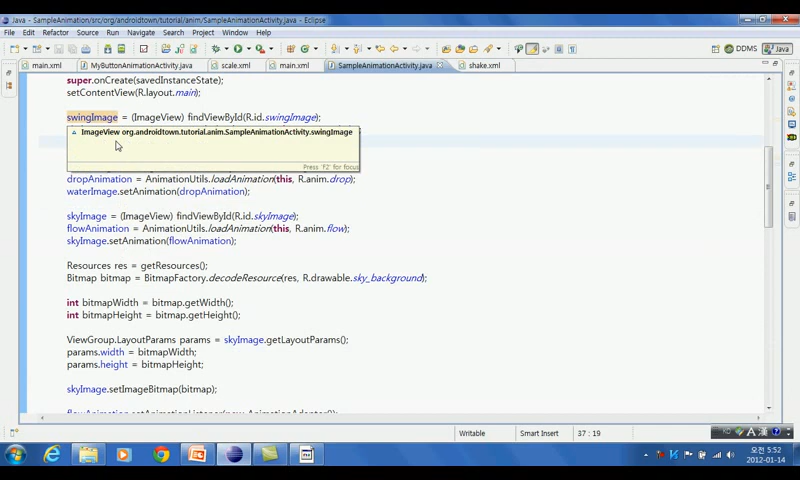 Java - SampleAnimation/src/org/androidtown/tutorial/anim/SampleAnimationActivity.java - Eclipse
File Edit Refactor Source Navigate Search Project Run Window Help
DDMS Java
main.xml MyButtonAnimationActivity.java scale.xml main.xml SampleAnimationActivity.java shake.xml
super.onCreate(savedInstanceState);
setContentView(R.layout.main);
swingImage = (ImageView) findViewById(R.id.swingImage);
ImageView org.androidtown.tutorial.anim.SampleAnimationActivity.swingImage
Press 'F2' for focus
dropAnimation = AnimationUtils.loadAnimation(this, R.anim.drop);
waterImage.setAnimation(dropAnimation);
skyImage = (ImageView) findViewById(R.id.skyImage);
flowAnimation = AnimationUtils.loadAnimation(this, R.anim.flow);
skyImage.setAnimation(flowAnimation);
Resources res = getResources();
Bitmap bitmap = BitmapFactory.decodeResource(res, R.drawable.sky_background);
int bitmapWidth = bitmap.getWidth();
int bitmapHeight = bitmap.getHeight();
ViewGroup.LayoutParams params = skyImage.getLayoutParams();
params.width = bitmapWidth;
params.height = bitmapHeight;
skyImage.setImageBitmap(bitmap);
flowAnimation.setAnimationListener(new AnimationAdapter()
Writable Smart Insert 37 : 19
A 漢
오전 5:52
2012-01-14